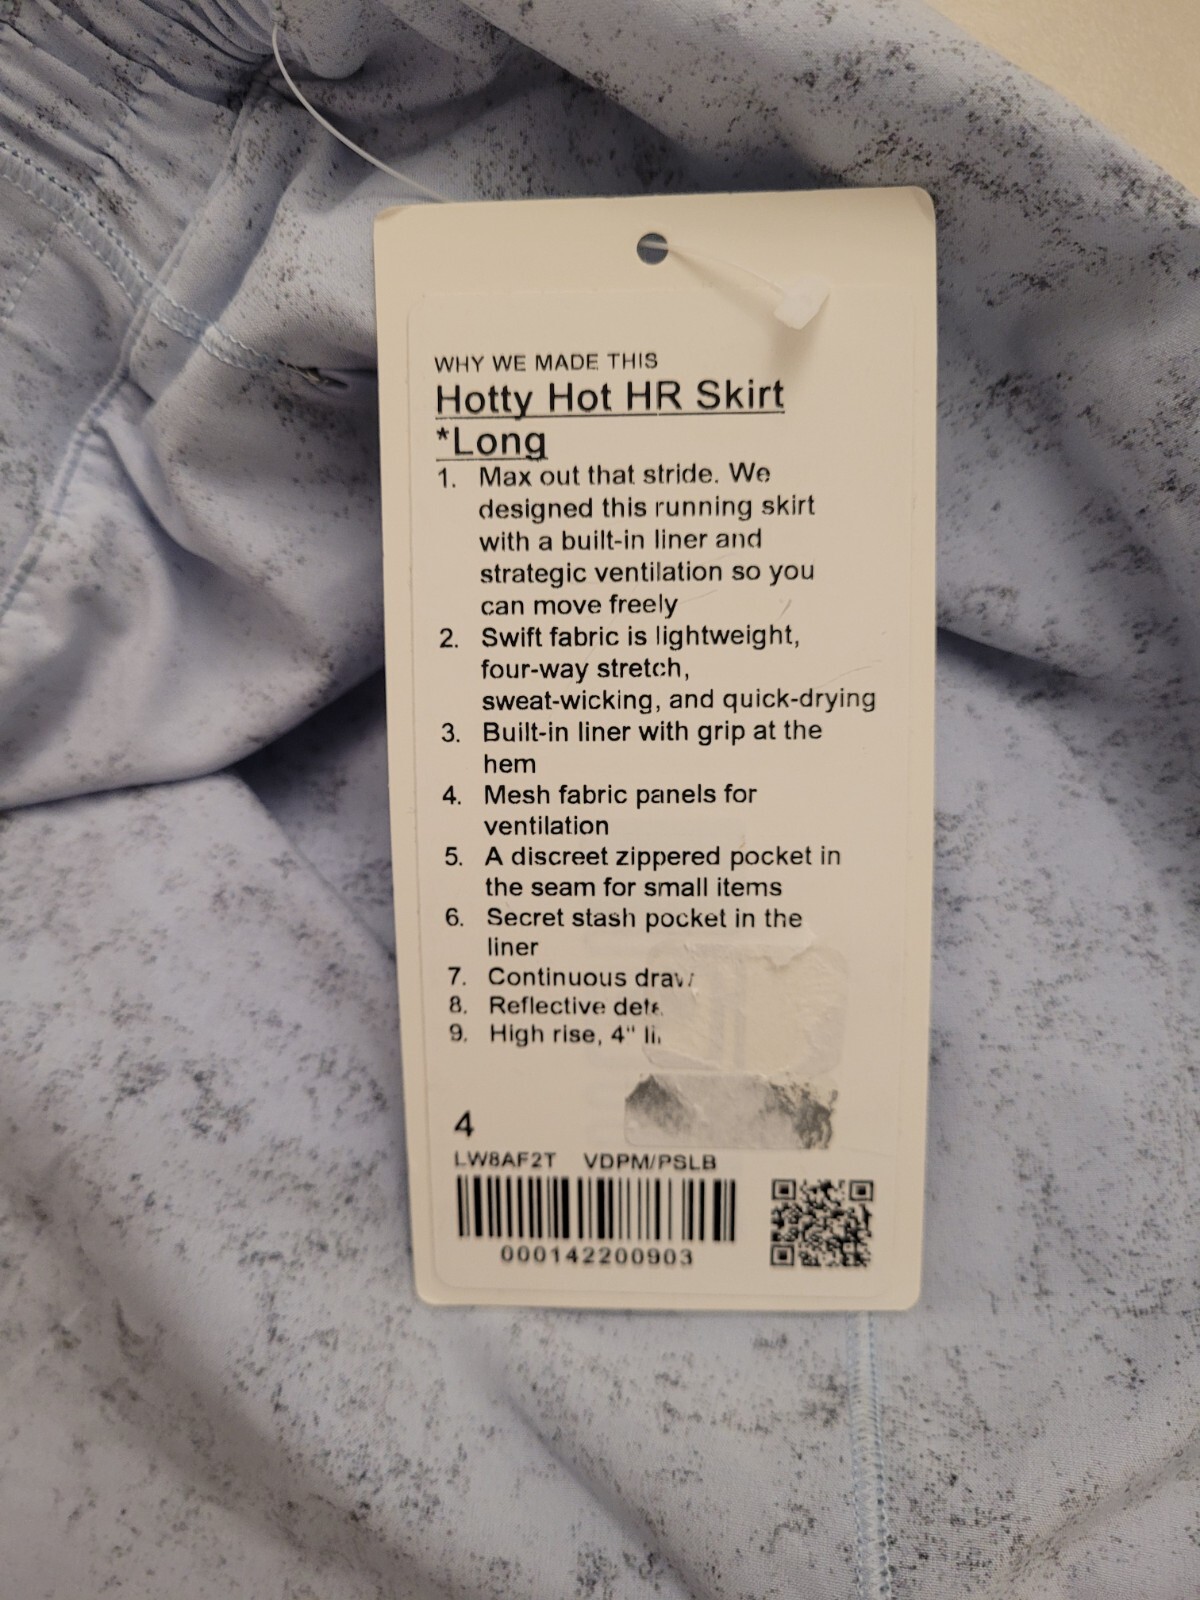 WHY WE MADE THIS
Hotty Hot HR Skirt
*Long
1. Max out that stride. We
designed this running skirt
with a built-in liner and
strategic ventilation so you
can move freely
2. Swift fabric is lightweight,
four-way stretch,
sweat-wicking, and quick-drying
3. Built-in liner with grip at the
hem
4. Mesh fabric panels for
ventilation
5. A discreet zippered pocket in
the seam for small items
6. Secret stash pocket in the
liner
7. Continuous
8. Reflective
9. High rise, 4"
4
LW8AF2T VDPM/PSLB
000142200903